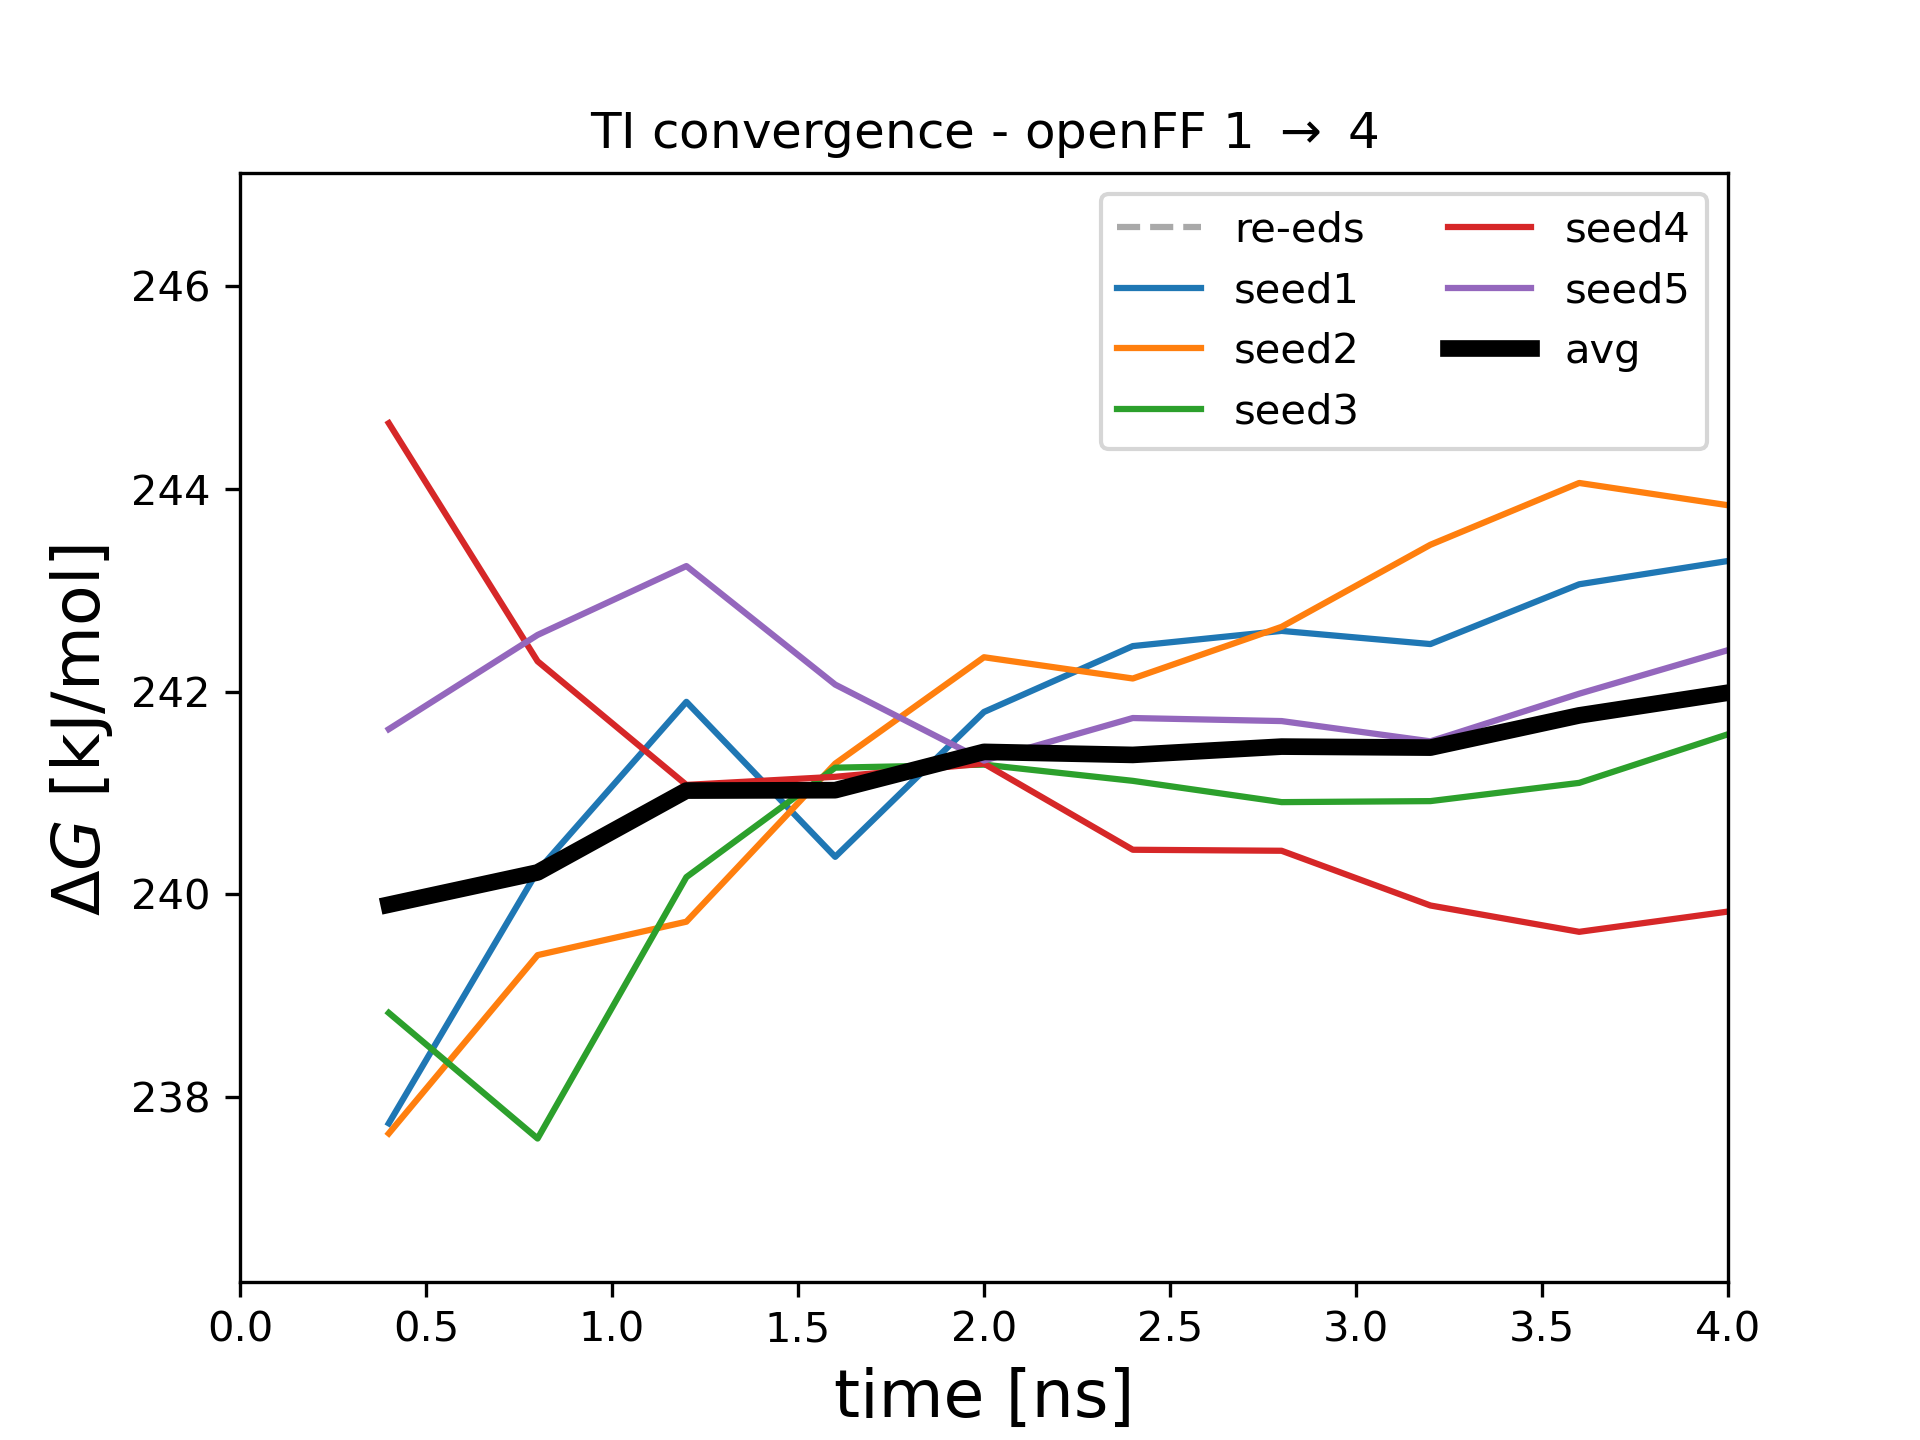 TI convergence - openFF 1 → 4
re-eds
seed1
seed2
seed3
seed4
seed5
avg
246
244
242
240
238
ΔG [kJ/mol]
0.0 0.5 1.0 1.5 2.0 2.5 3.0 3.5 4.0
time [ns]